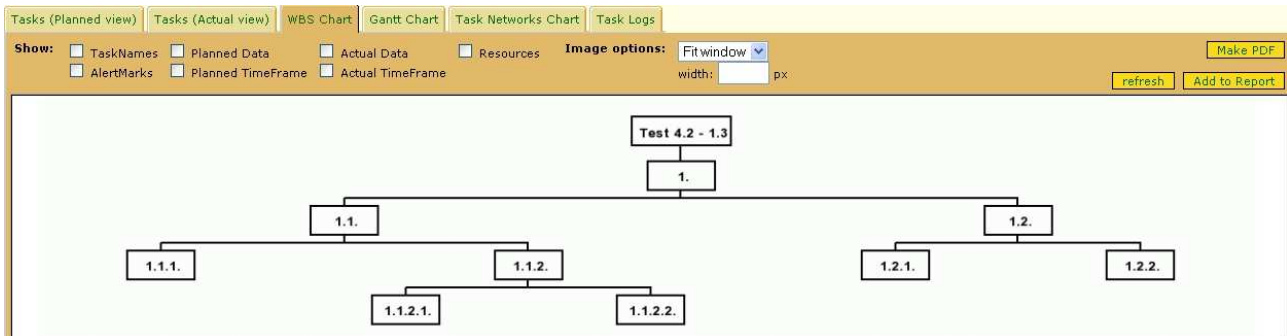 Tasks (Planned view) Tasks (Actual view) WBS Chart Gantt Chart Task Networks Chart Task Logs
Show: TaskNames Planned Data Actual Data Resources Image options: Fit window Make PDF
AlertMarks Planned TimeFrame Actual TimeFrame width: px refresh Add to Report
Test 4.2 - 1.3
1.
1.1. 1.2.
1.1.1. 1.1.2. 1.2.1. 1.2.2.
1.1.2.1. 1.1.2.2.